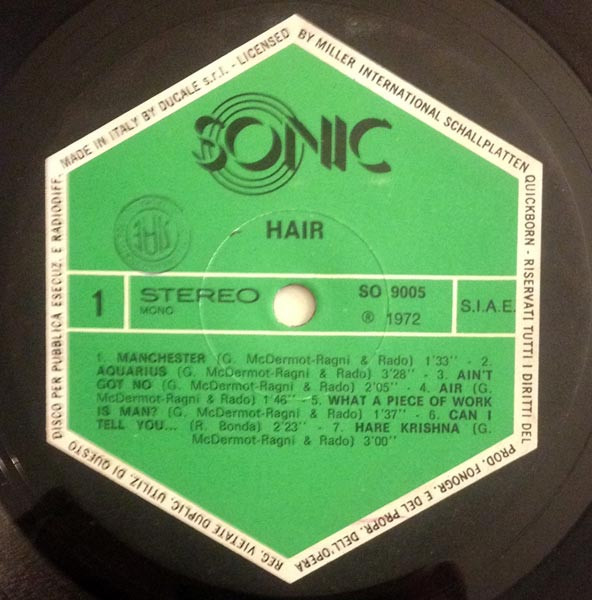 MADE IN ITALY BY DUCALE s.r.l. - LICENSED BY MILLER INTERNATIONAL SCHALLPLATTEN QUICKBORN - RISERVATI TUTTI I DIRITTI DEL PROD. FONOGR. E DEL PROPR. DELL'OPERA REG. VIETATE DUPLIC. UTILIZ. DI QUESTO DISCO PER PUBBLICA ESECUZ. E RADIODIFF.
SONIC
HAIR
1
STEREO
MONO
SO 9005
℗ 1972
S.I.A.E.
1. MANCHESTER (G. McDermot-Ragni & Rado) 1'33'' - 2.
AQUARIUS (G. McDermot-Ragni & Rado) 3'28'' - 3. AIN'T
GOT NO (G. McDermot-Ragni & Rado) 2'05'' - 4. AIR (G.
McDermot-Ragni & Rado) 1'46'' - 5. WHAT A PIECE OF WORK
IS MAN? (G. McDermot-Ragni & Rado) 1'37'' - 6. CAN I
TELL YOU... (R. Bonda) 2'23'' - 7. HARE KRISHNA (G.
McDermot-Ragni & Rado) 3'00''